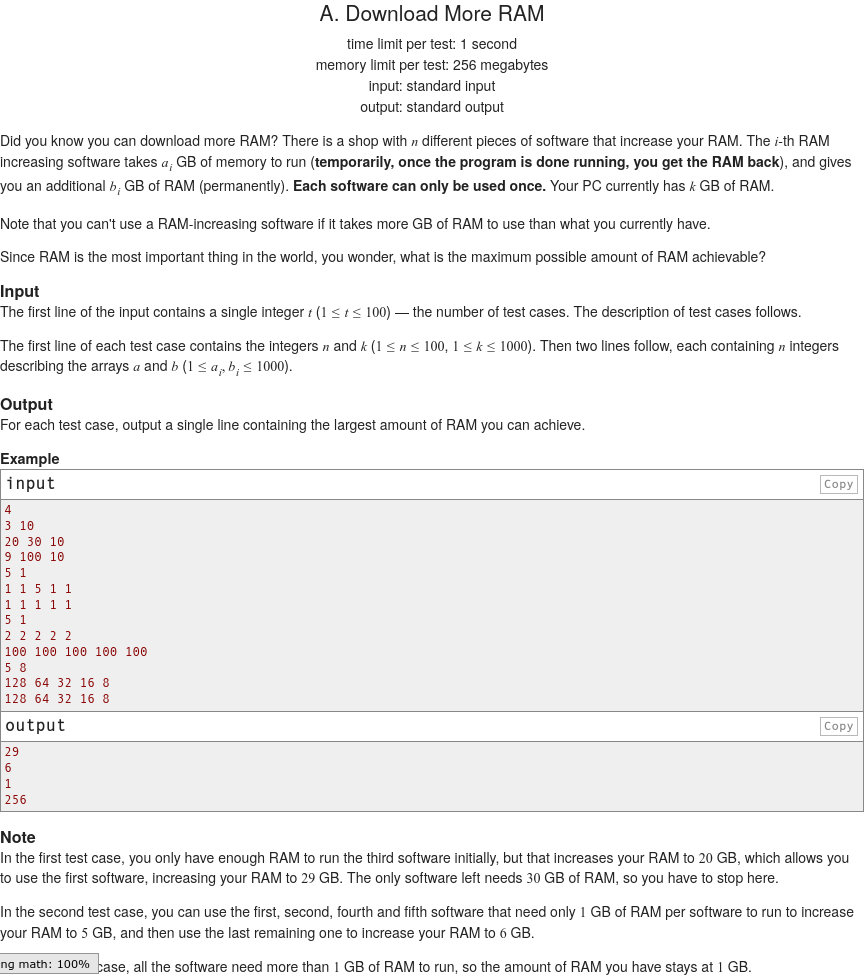 A. Download More RAM
time limit per test: 1 second
memory limit per test: 256 megabytes
input: standard input
output: standard output
Did you know you can download more RAM? There is a shop with n different pieces of software that increase your RAM. The i-th RAM
increasing software takes a_i GB of memory to run (temporarily, once the program is done running, you get the RAM back), and gives
you an additional b_i GB of RAM (permanently). Each software can only be used once. Your PC currently has k GB of RAM.
Note that you can't use a RAM-increasing software if it takes more GB of RAM to use than what you currently have.
Since RAM is the most important thing in the world, you wonder, what is the maximum possible amount of RAM achievable?
Input
The first line of the input contains a single integer t (1 ≤ t ≤ 100) — the number of test cases. The description of test cases follows.
The first line of each test case contains the integers n and k (1 ≤ n ≤ 100, 1 ≤ k ≤ 1000). Then two lines follow, each containing n integers
describing the arrays a and b (1 ≤ a_i, b_i ≤ 1000).
Output
For each test case, output a single line containing the largest amount of RAM you can achieve.
Example
input Copy
4
3 10
20 30 10
9 100 10
5 1
1 1 5 1 1
1 1 1 1 1
5 1
2 2 2 2 2
100 100 100 100 100
5 8
128 64 32 16 8
128 64 32 16 8
output Copy
29
6
1
256
Note
In the first test case, you only have enough RAM to run the third software initially, but that increases your RAM to 20 GB, which allows you
to use the first software, increasing your RAM to 29 GB. The only software left needs 30 GB of RAM, so you have to stop here.
In the second test case, you can use the first, second, fourth and fifth software that need only 1 GB of RAM per software to run to increase
your RAM to 5 GB, and then use the last remaining one to increase your RAM to 6 GB.
ng math: 100% case, all the software need more than 1 GB of RAM to run, so the amount of RAM you have stays at 1 GB.